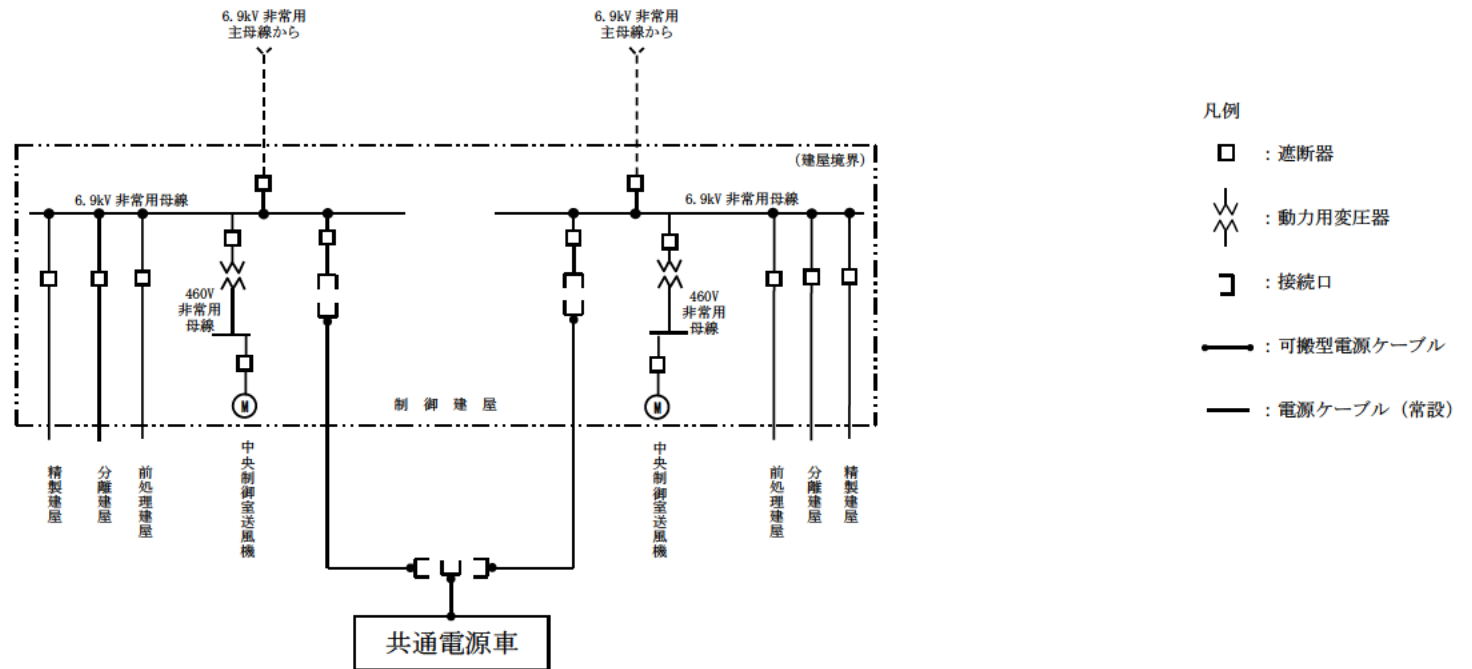 6.9kV 非常用
主母線から
6.9kV 非常用
主母線から
(建屋境界)
6.9kV 非常用母線
6.9kV 非常用母線
460V
非常用
母線
460V
非常用
母線
M
M
制 御 建 屋
精製建屋
分離建屋
前処理建屋
中央制御室送風機
中央制御室送風機
前処理建屋
分離建屋
精製建屋
共通電源車
凡例
：遮断器
：動力用変圧器
：接続口
：可搬型電源ケーブル
：電源ケーブル（常設）